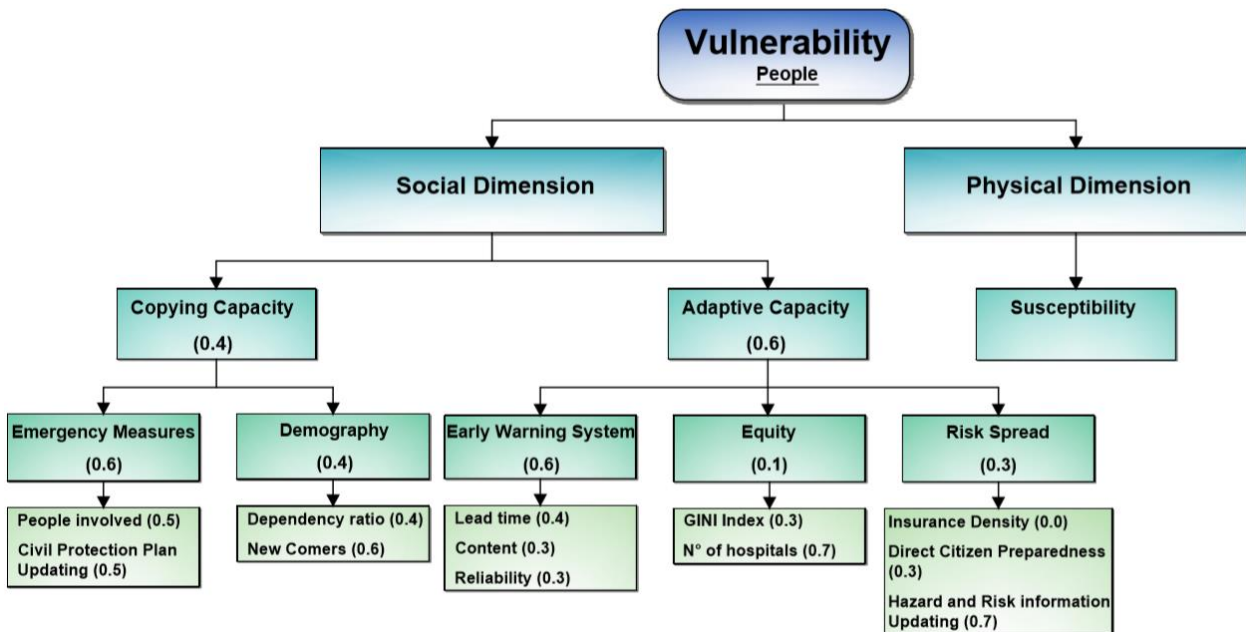 Vulnerability
People
Social Dimension
Physical Dimension
Copying Capacity
(0.4)
Adaptive Capacity
(0.6)
Susceptibility
Emergency Measures
(0.6)
Demography
(0.4)
Early Warning System
(0.6)
Equity
(0.1)
Risk Spread
(0.3)
People involved (0.5)
Civil Protection Plan
Updating (0.5)
Dependency ratio (0.4)
New Comers (0.6)
Lead time (0.4)
Content (0.3)
Reliability (0.3)
GINI Index (0.3)
N° of hospitals (0.7)
Insurance Density (0.0)
Direct Citizen Preparedness
(0.3)
Hazard and Risk information
Updating (0.7)